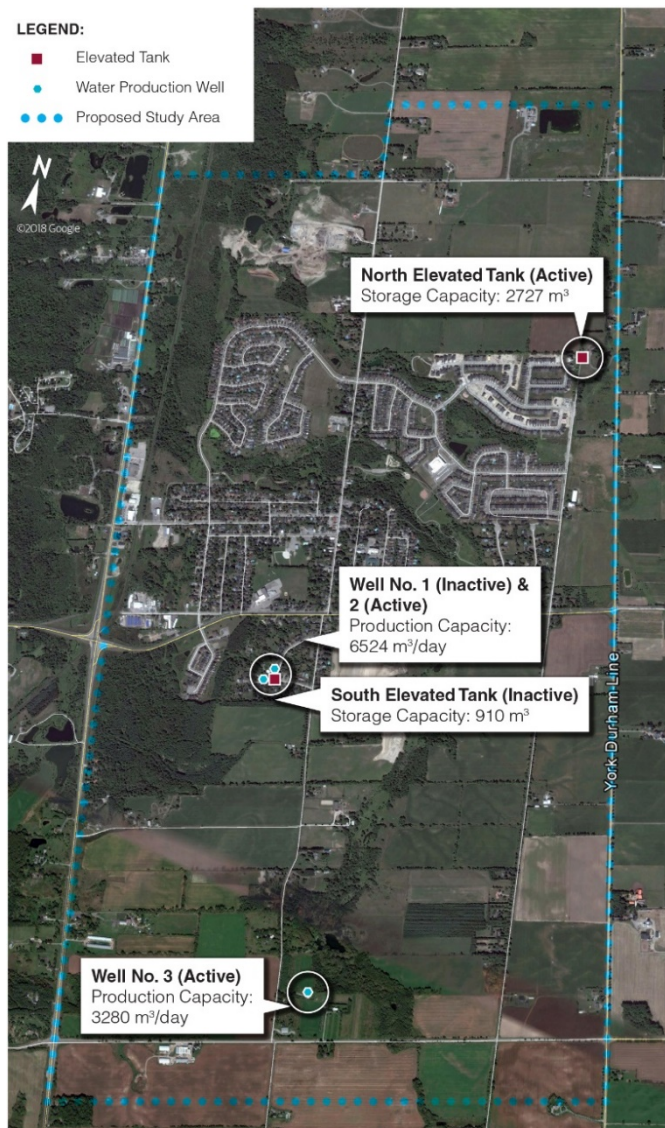 LEGEND:
Elevated Tank
Water Production Well
Proposed Study Area
N
©2018 Google
North Elevated Tank (Active)
Storage Capacity: 2727 m³
Well No. 1 (Inactive) &
2 (Active)
Production Capacity:
6524 m³/day
South Elevated Tank (Inactive)
Storage Capacity: 910 m³
York Durham Line
Well No. 3 (Active)
Production Capacity:
3280 m³/day